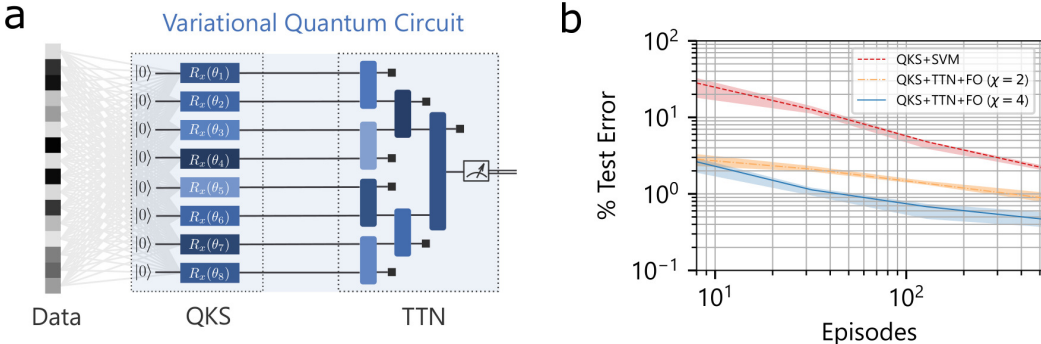 a
Variational Quantum Circuit
|0⟩ Rx(θ1)
|0⟩ Rx(θ2)
|0⟩ Rx(θ3)
|0⟩ Rx(θ4)
|0⟩ Rx(θ5)
|0⟩ Rx(θ6)
|0⟩ Rx(θ7)
|0⟩ Rx(θ8)
Data QKS TTN
b
% Test Error
10²
10¹
10⁰
10⁻¹
QKS+SVM
QKS+TTN+FO (χ = 2)
QKS+TTN+FO (χ = 4)
10¹ 10²
Episodes